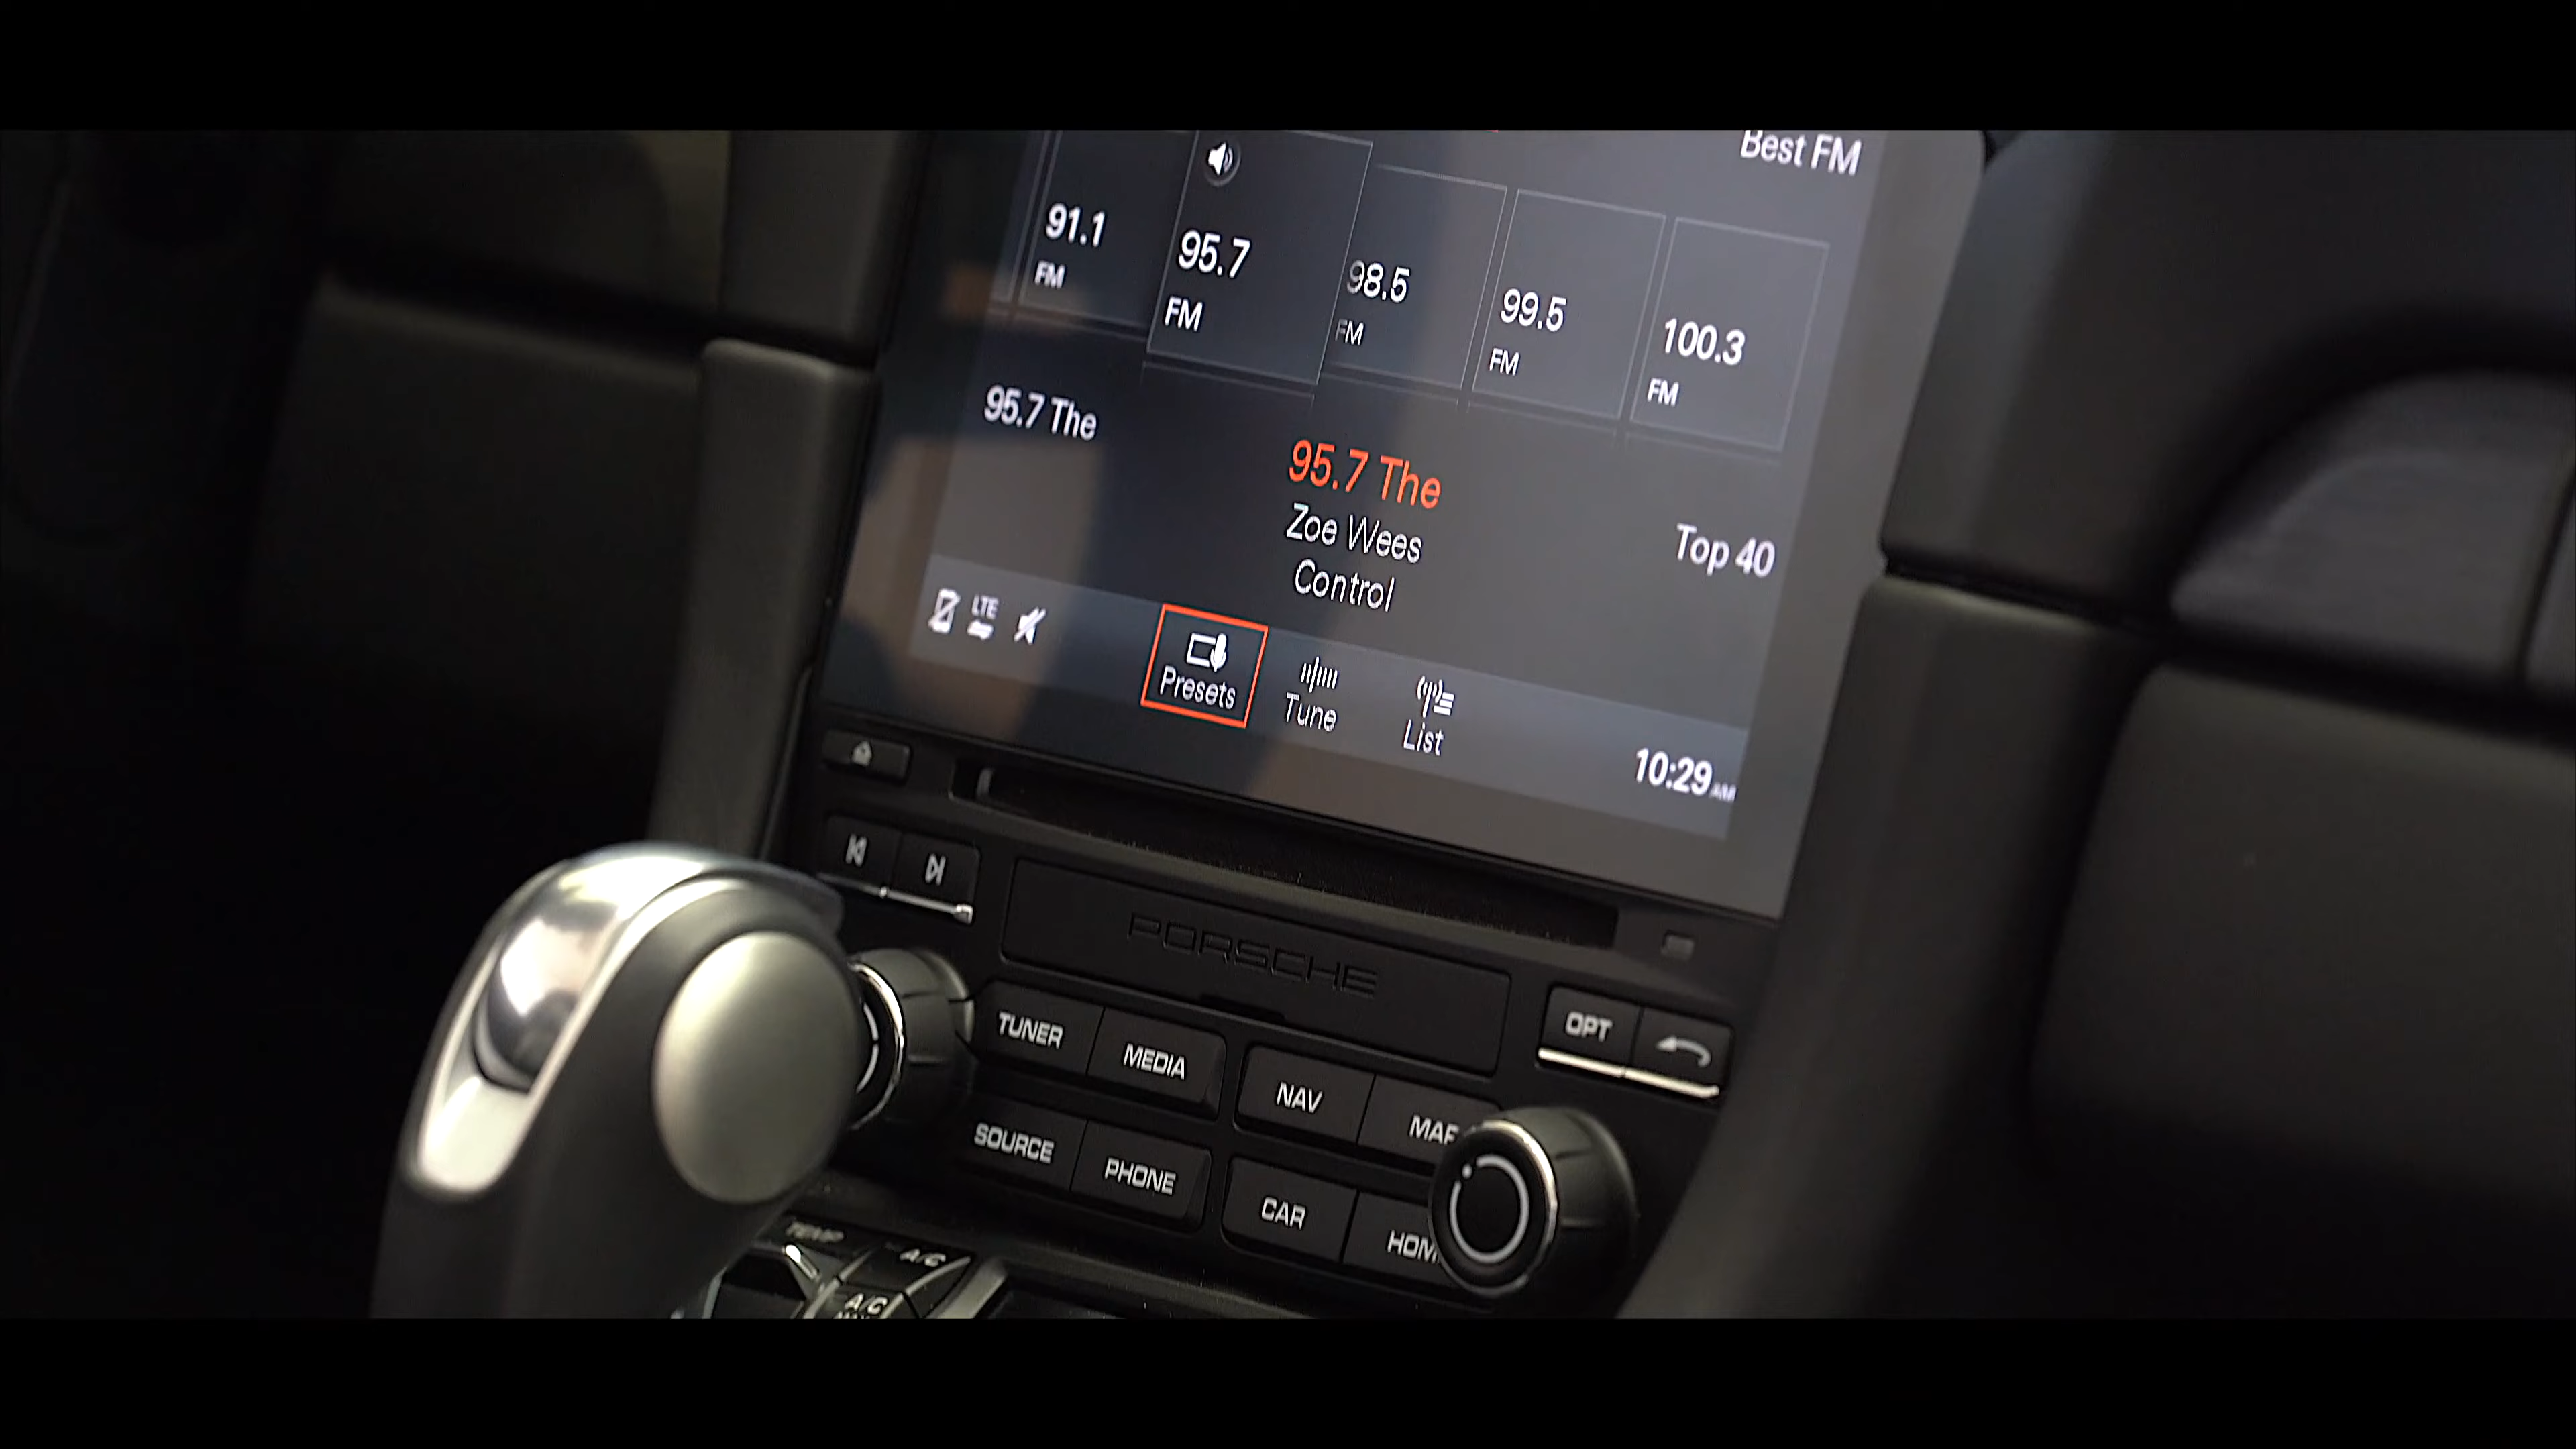 Best FM
91.1
FM
95.7
FM
98.5
FM
99.5
FM
100.3
FM
95.7 The
95.7 The
Zoe Wees
Control
Top 40
LTE
Presets
Tune
List
10:29 AM
PORSCHE
TUNER
MEDIA
NAV
MAP
OPT
SOURCE
PHONE
CAR
HOM
TEMP
A/C
A/C